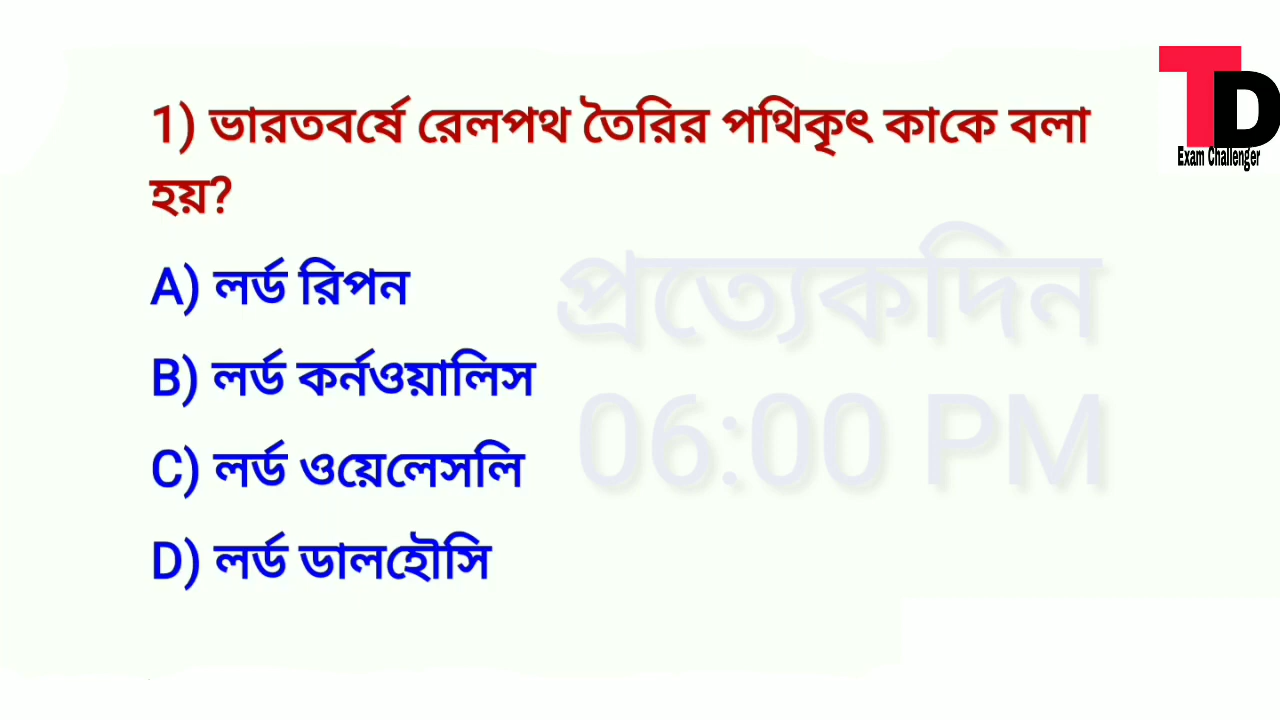 1) ভারতবর্ষে রেলপথ তৈরির পথিকৃৎ কাকে বলা
হয়?
A) লর্ড রিপন
B) লর্ড কর্নওয়ালিস
C) লর্ড ওয়েলেসলি
D) লর্ড ডালহৌসি
প্রত্যেকদিন
06:00 PM
TD
Exam Challenger